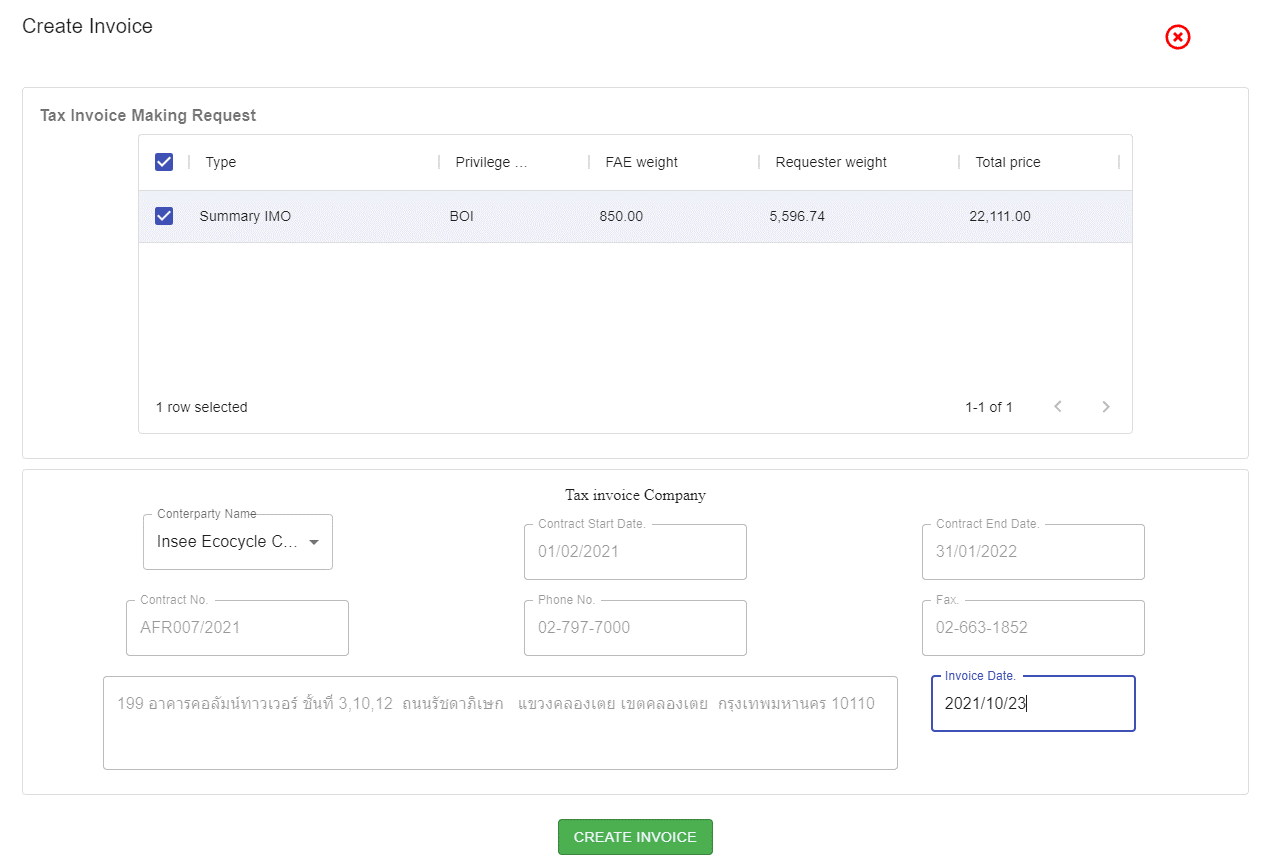 Create Invoice
Tax Invoice Making Request
Type Privilege … FAE weight Requester weight Total price
Summary IMO BOI 850.00 5,596.74 22,111.00
1 row selected 1-1 of 1
Tax invoice Company
Conterparty Name Contract Start Date. Contract End Date.
Insee Ecocycle C... 01/02/2021 31/01/2022
Contract No. Phone No. Fax.
AFR007/2021 02-797-7000 02-663-1852
Invoice Date.
199 อาคารคอลัมน์ทาวเวอร์ ชั้นที่ 3,10,12 ถนนรัชดาภิเษก แขวงคลองเตย เขตคลองเตย กรุงเทพมหานคร 10110 2021/10/23
CREATE INVOICE